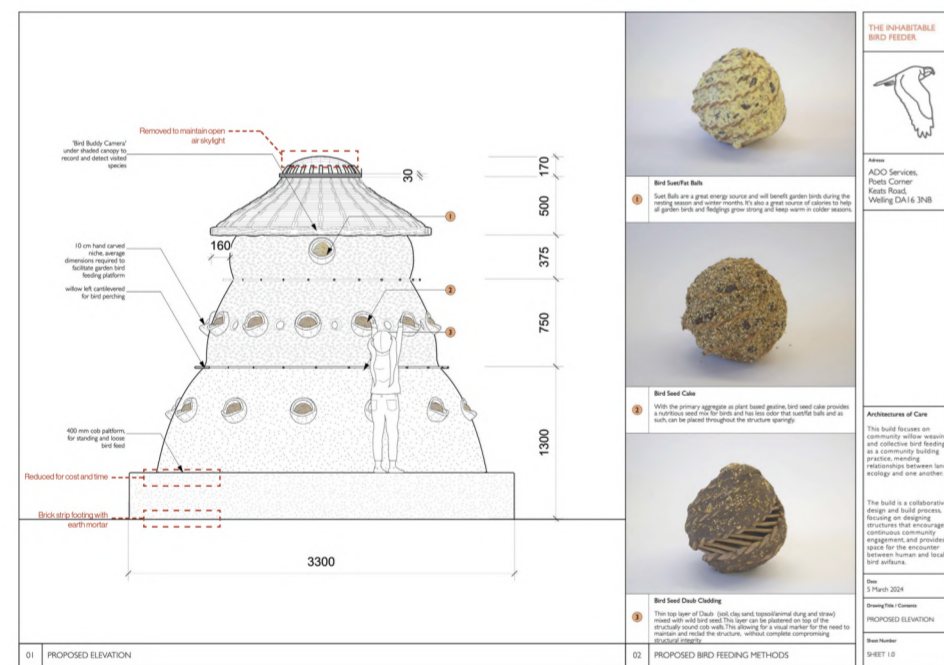 Removed to maintain open
air skylight
'Bird Buddy Camera'
under shaded canopy to
record and detect visited
species
160
10 cm hand carved
niche, average
dimensions required to
facilitate garden bird
feeding platform
willow left cantilevered
for bird perching
400 mm cob paltform,
for standing and loose
bird feed
Reduced for cost and time
Brick strip footing with
earth mortar
30
1
2
3
170
500
375
750
1300
3300
01 PROPOSED ELEVATION
Bird Suet/Fat Balls
1
Suet Balls are a great energy source and will benefit garden birds during the
nesting season and winter months. It's also a great source of calories to help
all garden birds and fledglings grow strong and keep warm in colder seasons.
Bird Seed Cake
2
With the primary aggregate as plant based geatine, bird seed cake provides
a nutritious seed mix for birds and has less odor that suet/fat balls and as
such, can be placed throughout the structure sparingly.
Bird Seed Daub Cladding
3
Thin top layer of Daub (soil, clay, sand, topsoil/animal dung and straw)
mixed with wild bird seed. This layer can be plastered on top of the
structually sound cob walls. This allowing for a visual marker for the need to
maintain and reclad the structure, without complete compromising
structural integrity
02 PROPOSED BIRD FEEDING METHODS
THE INHABITABLE
BIRD FEEDER
Adress
ADO Services,
Poets Corner
Keats Road,
Welling DA16 3NB
Architectures of Care
This build focuses on
community willow weavin
and collective bird feeding
as a community building
practice, mending
relationships between lan
ecology and one another.
The build is a collaborativ
design and build process,
focusing on designing
structures that encourage
continuous community
engagement, and provides
space for the encounter
between human and local
bird avifauna.
Date
5 March 2024
Drawing Title / Contents
PROPOSED ELEVATION
Sheet Number
SHEET 1.0